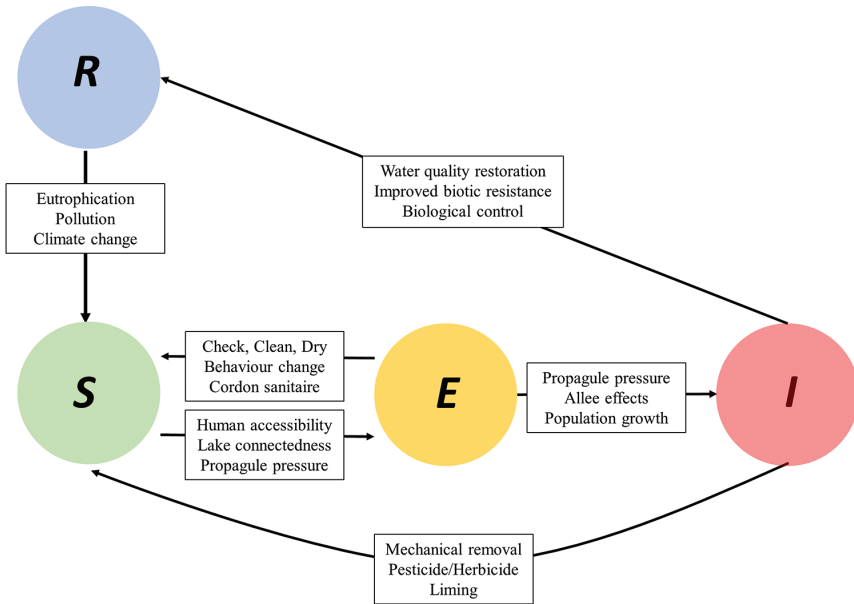 R
Water quality restoration
Improved biotic resistance
Biological control
Eutrophication
Pollution
Climate change
S
Check, Clean, Dry
Behaviour change
Cordon sanitaire
Human accessibility
Lake connectedness
Propagule pressure
E
Propagule pressure
Allee effects
Population growth
I
Mechanical removal
Pesticide/Herbicide
Liming